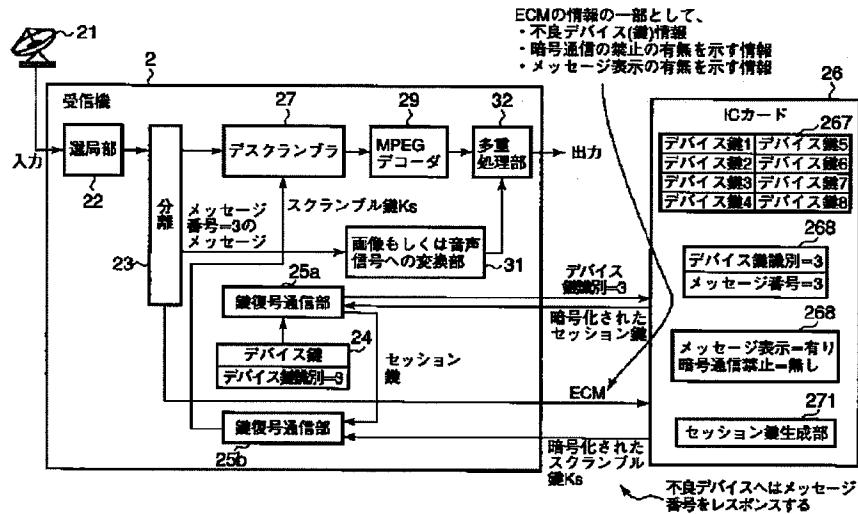 ECMの情報の一部として、
・不良デバイス(鍵)情報
・暗号通信の禁止の有無を示す情報
・メッセージ表示の有無を示す情報
21
2
受信機
入力
選局部
22
分離
23
27
デスクランブラ
29
MPEG
デコーダ
32
多重
処理部
出力
メッセージ
番号=3の
メッセージ
スクランブル鍵Ks
画像もしくは音声
信号への変換部
31
25a
鍵復号通信部
24
デバイス鍵
デバイス鍵識別=3
セッション
鍵
鍵復号通信部
25b
デバイス
鍵識別=3
暗号化された
セッション鍵
ECM
暗号化された
スクランブル
鍵Ks
26
ICカード
267
デバイス鍵1 デバイス鍵5
デバイス鍵2 デバイス鍵6
デバイス鍵3 デバイス鍵7
デバイス鍵4 デバイス鍵8
268
デバイス鍵識別=3
メッセージ番号=3
268
メッセージ表示=有り
暗号通信禁止=無し
271
セッション鍵生成部
不良デバイスへはメッセージ
番号をレスポンスする